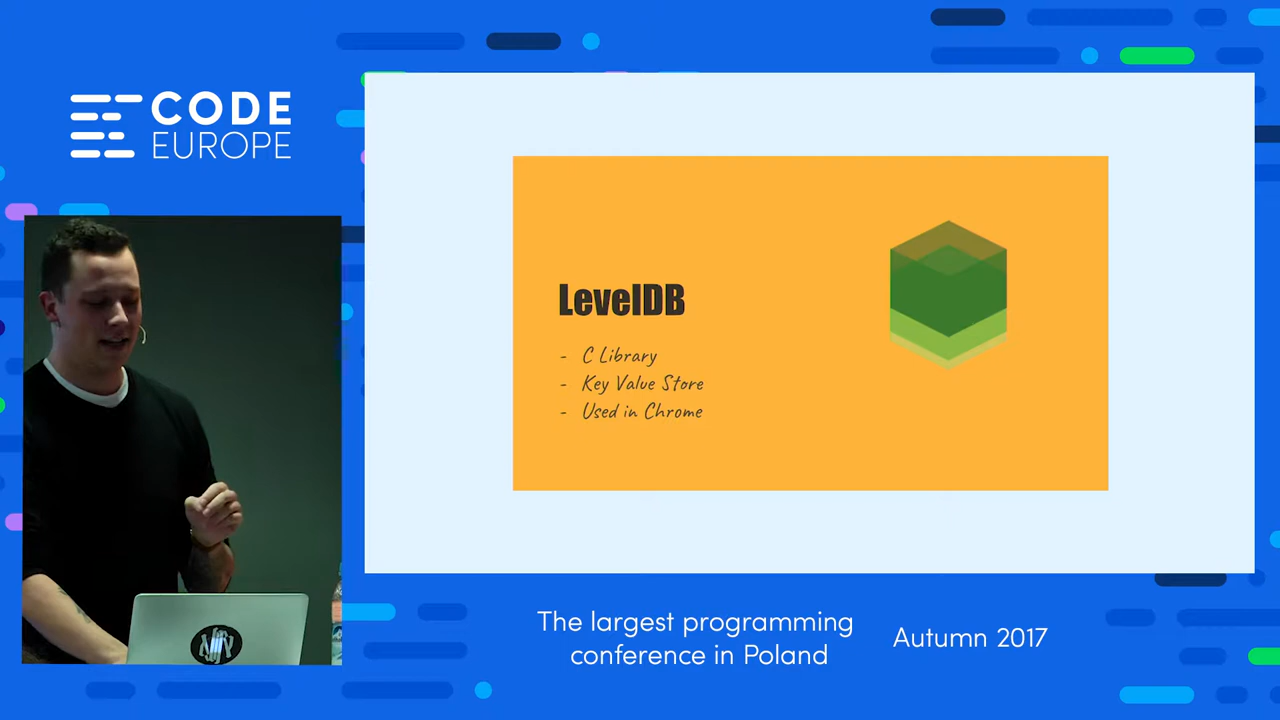 CODE
EUROPE
LevelDB
- C Library
- Key Value Store
- Used in Chrome
The largest programming
conference in Poland
Autumn 2017